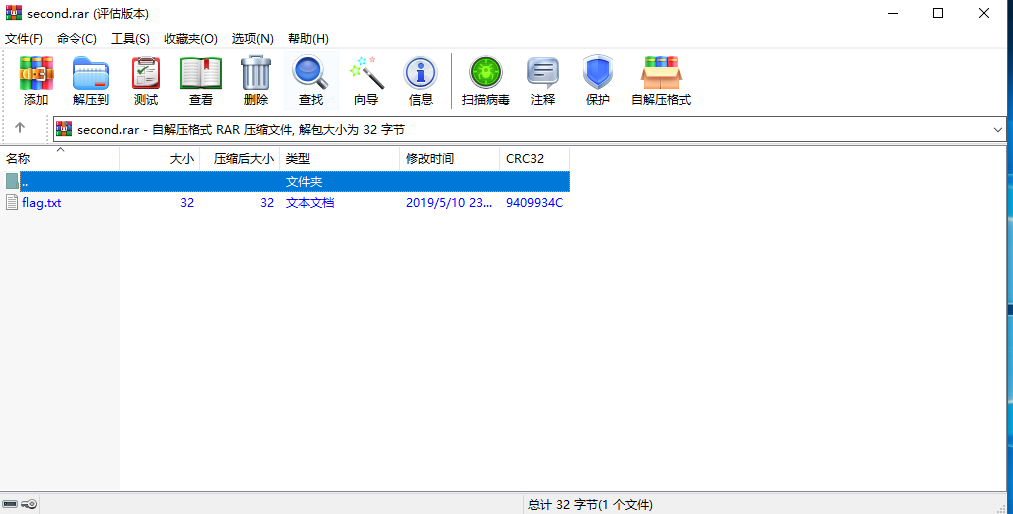 second.rar (评估版本)
文件(F) 命令(C) 工具(S) 收藏夹(O) 选项(N) 帮助(H)
添加 解压到 测试 查看 删除 查找 向导 信息 扫描病毒 注释 保护 自解压格式
second.rar - 自解压格式 RAR 压缩文件, 解包大小为 32 字节
名称 大小 压缩后大小 类型 修改时间 CRC32
.. 文件夹
flag.txt 32 32 文本文档 2019/5/10 23... 9409934C
总计 32 字节(1 个文件)